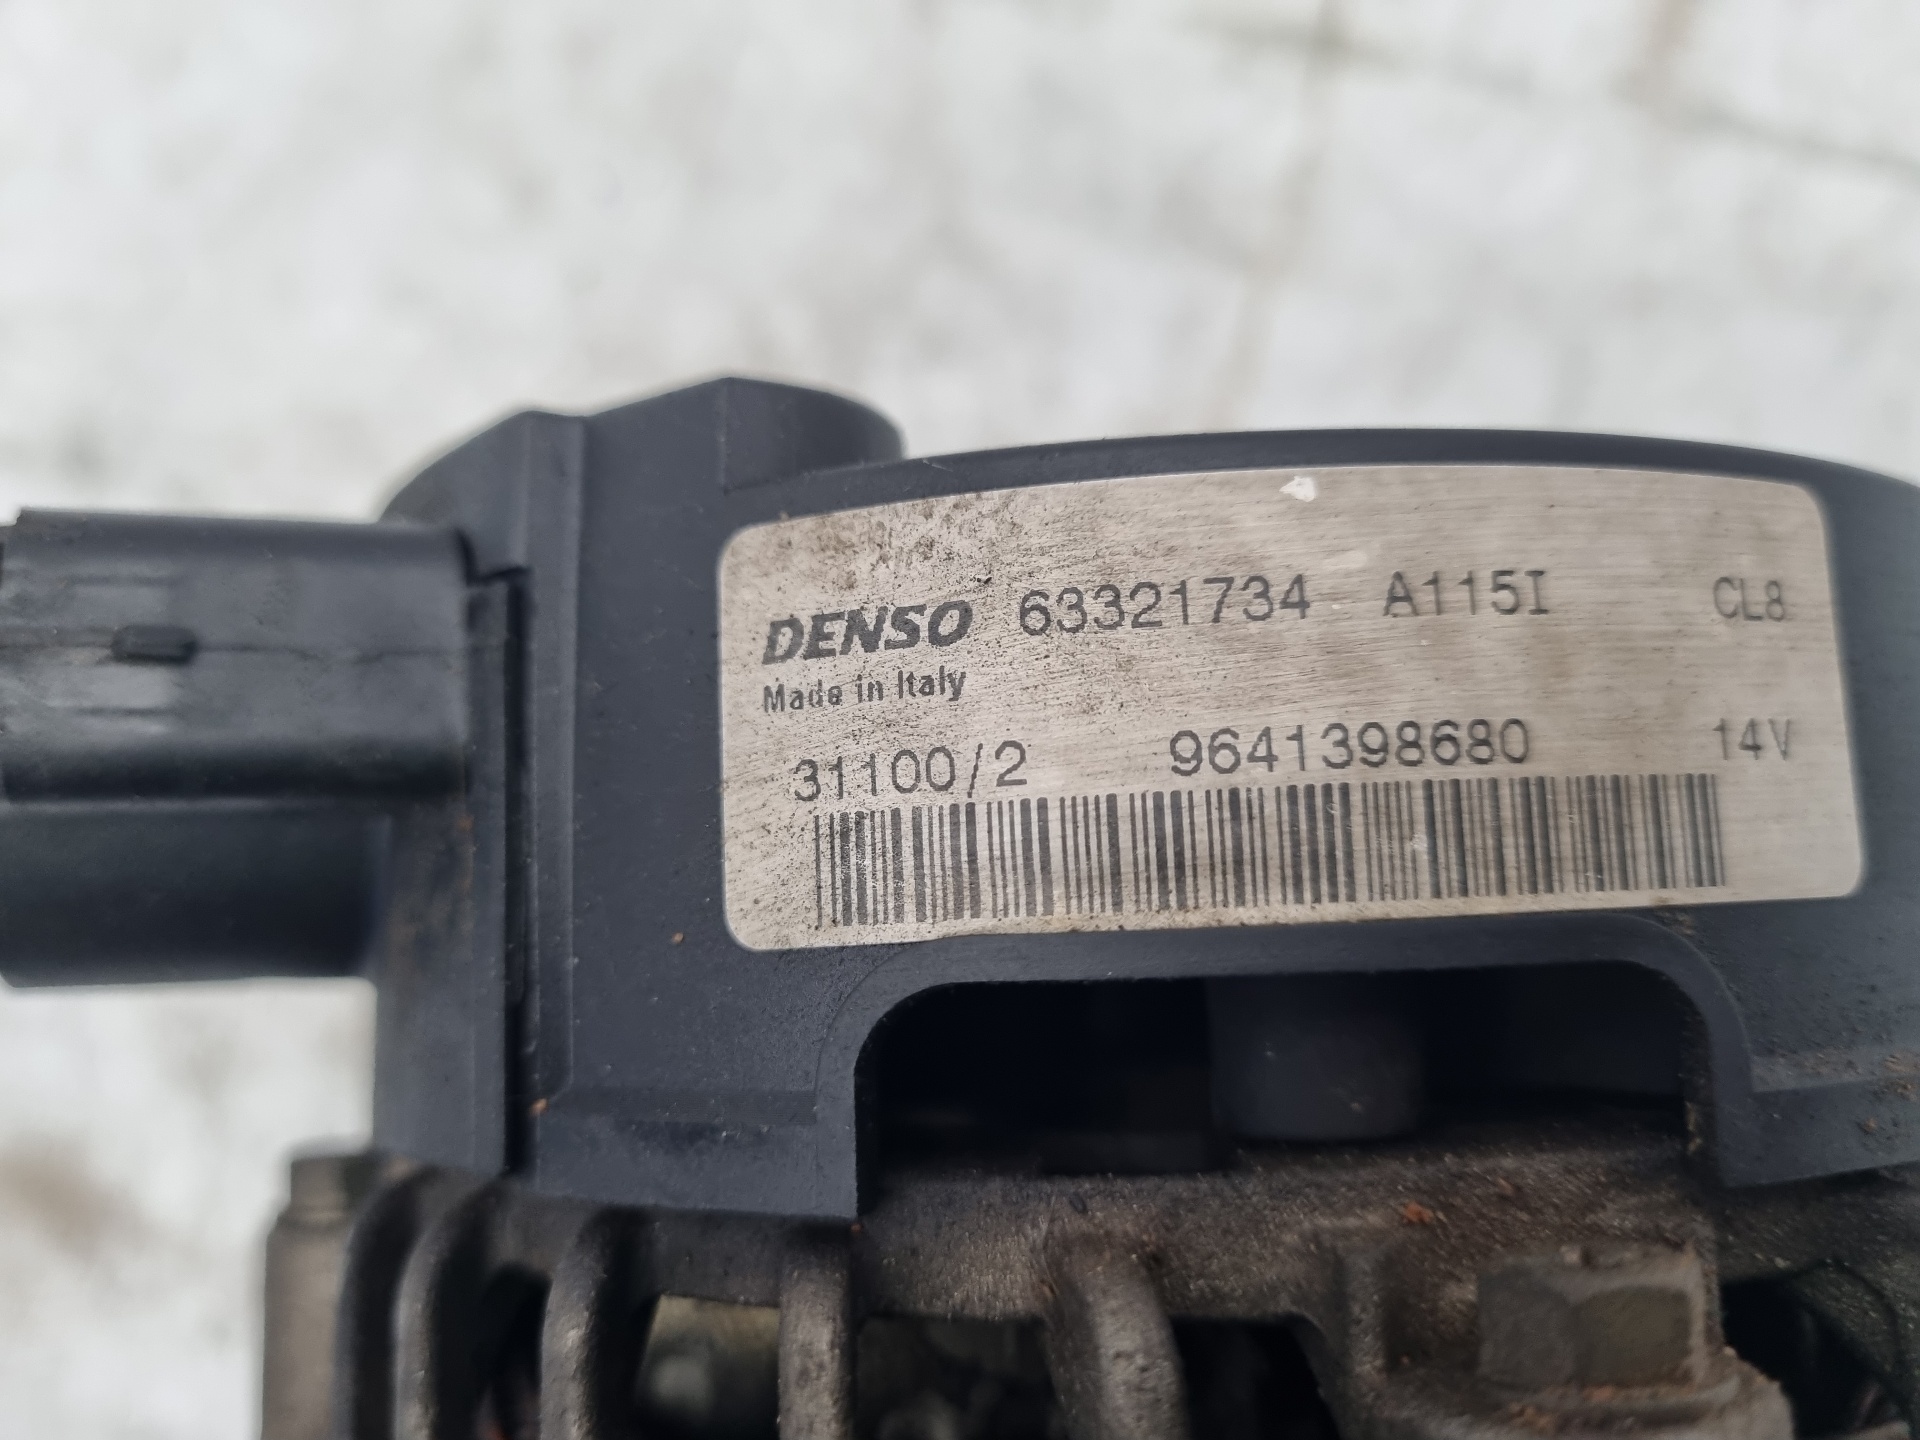 DENSO 63321734 A115I CL8
Made in Italy
31100/2 9641398680 14V